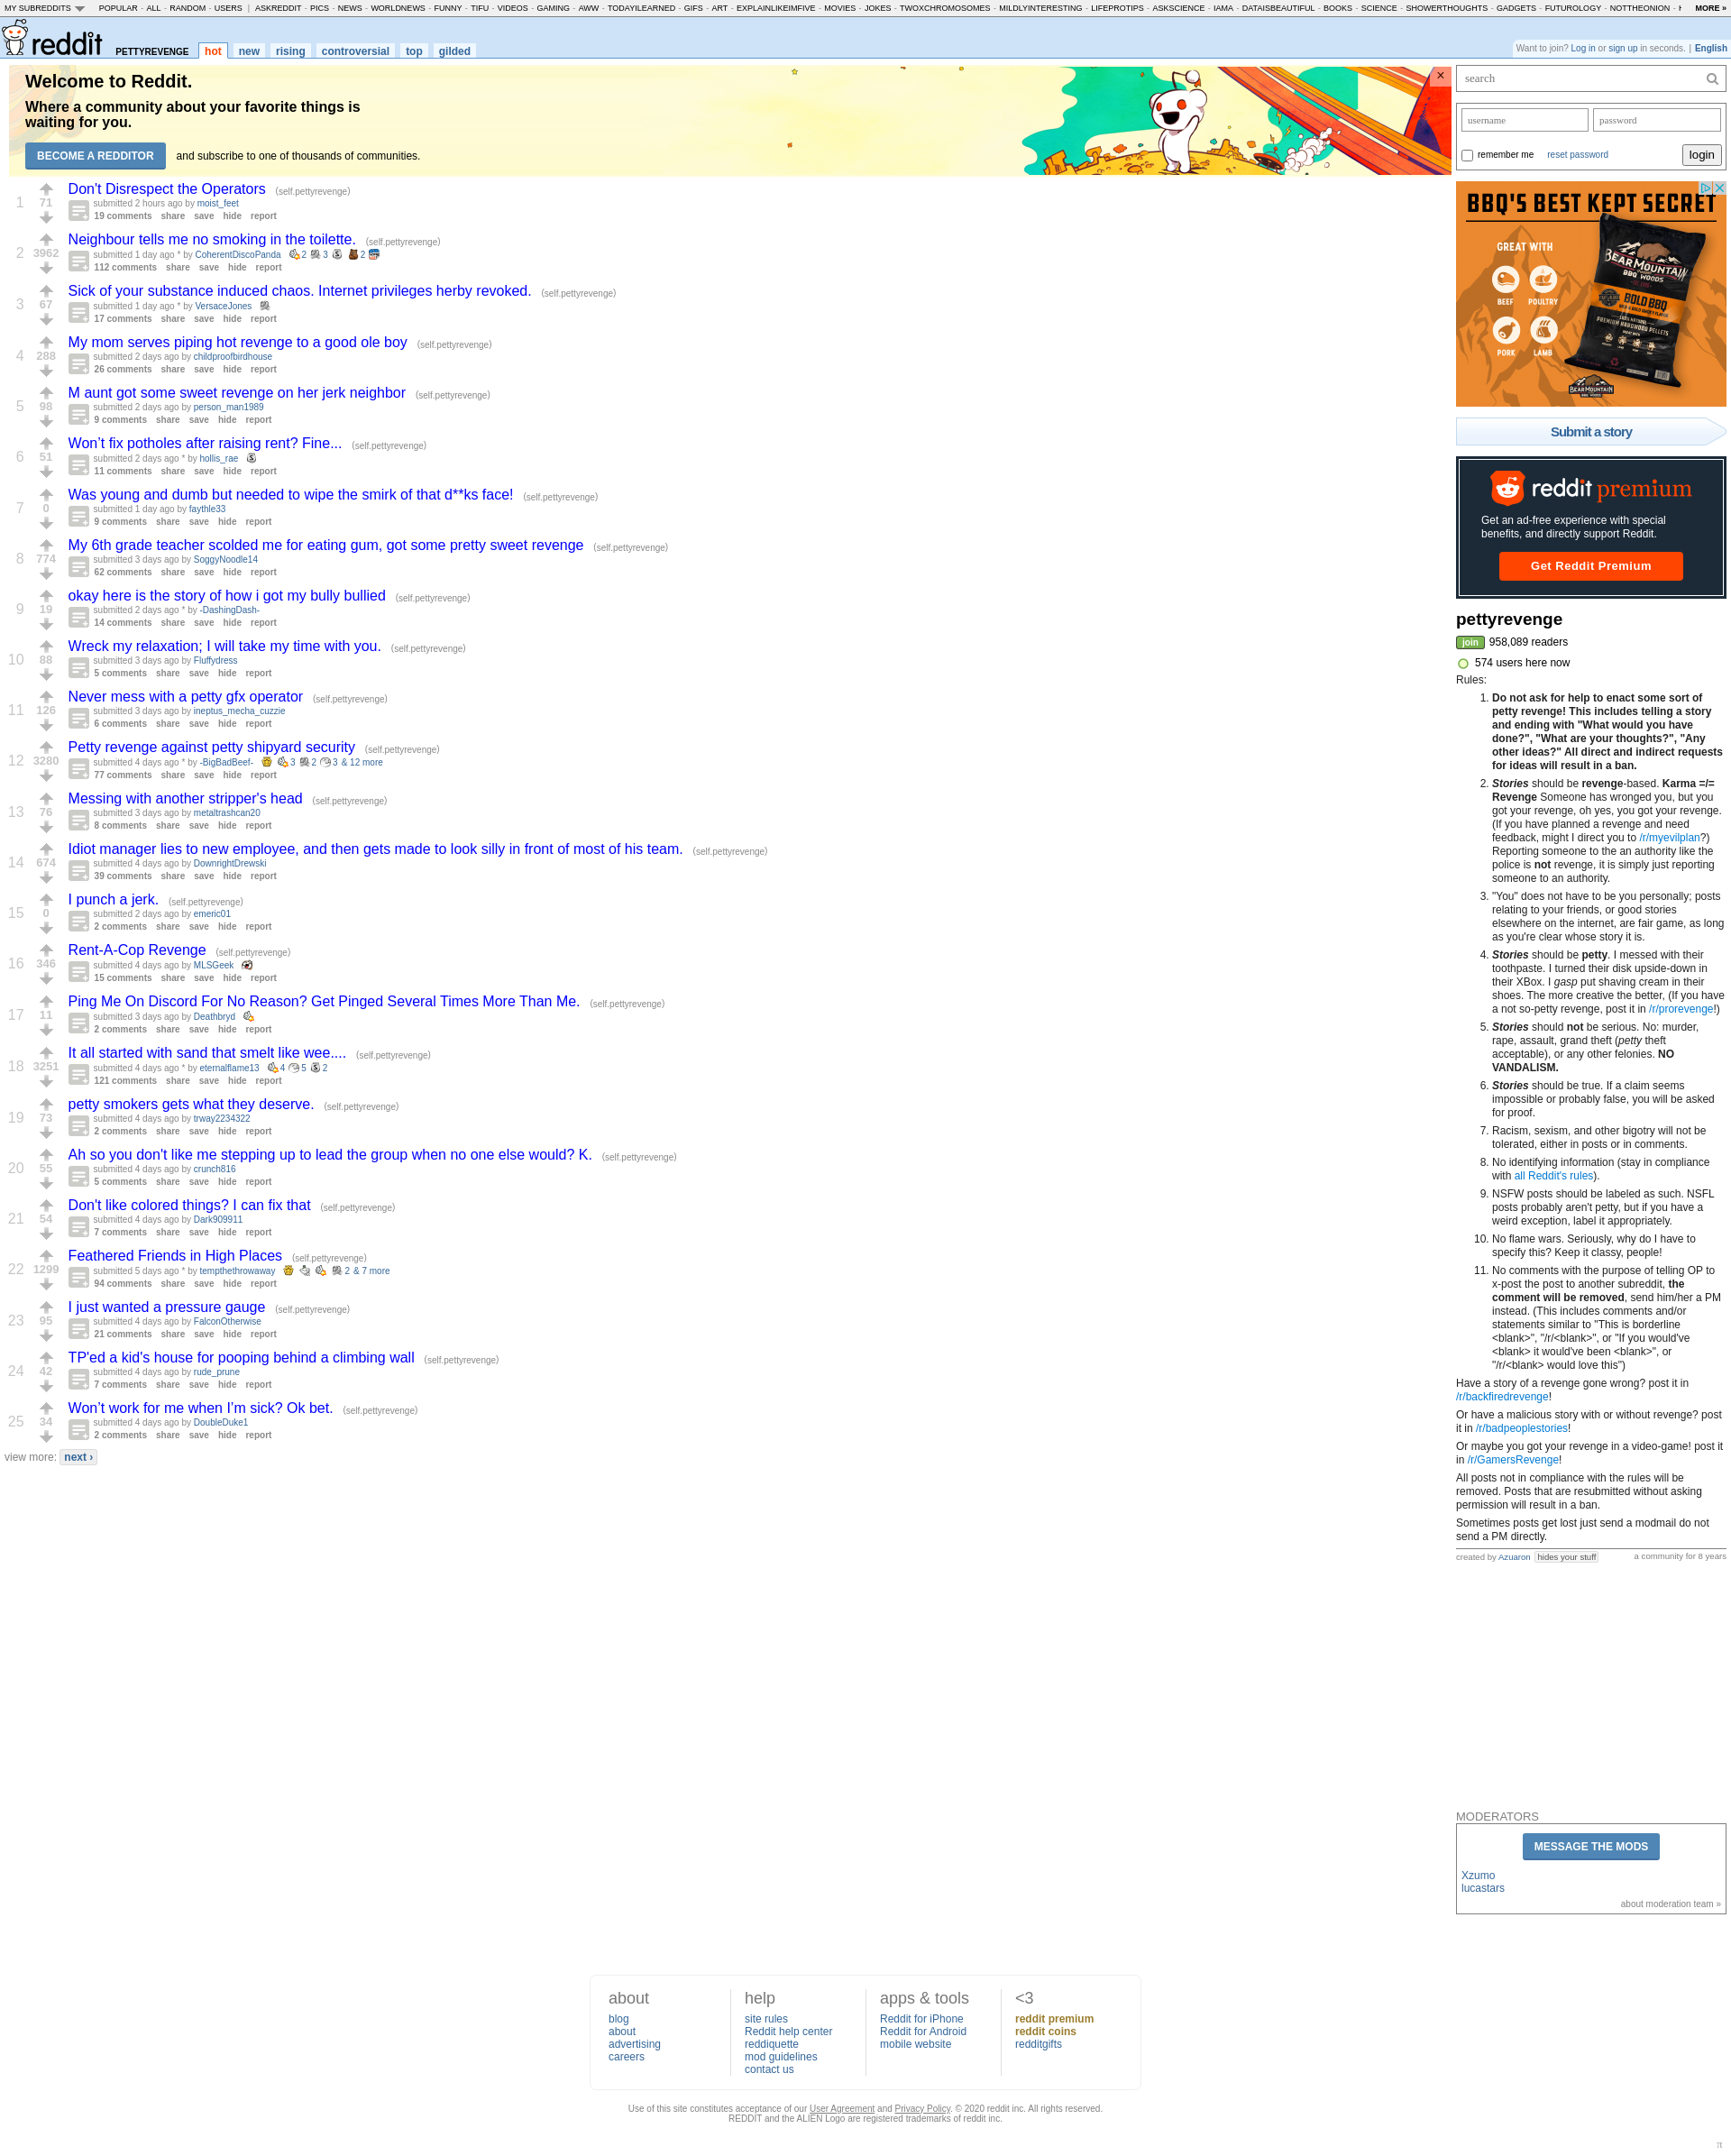 MY SUBREDDITS POPULAR - ALL - RANDOM - USERS | ASKREDDIT - PICS - NEWS - WORLDNEWS - FUNNY - TIFU - VIDEOS - GAMING - AWW - TODAYILEARNED - GIFS - ART - EXPLAINLIKEIMFIVE - MOVIES - JOKES - TWOXCHROMOSOMES - MILDLYINTERESTING - LIFEPROTIPS - ASKSCIENCE - IAMA - DATAISBEAUTIFUL - BOOKS - SCIENCE - SHOWERTHOUGHTS - GADGETS - FUTUROLOGY - NOTTHEONION - MORE »
reddit PETTYREVENGE hot new rising controversial top gilded
Want to join? Log in or sign up in seconds. | English
Welcome to Reddit.
Where a community about your favorite things is
waiting for you.
BECOME A REDDITOR and subscribe to one of thousands of communities.
×
1
71
Don't Disrespect the Operators (self.pettyrevenge)
submitted 2 hours ago by moist_feet
19 comments share save hide report
2
3962
Neighbour tells me no smoking in the toilette. (self.pettyrevenge)
submitted 1 day ago * by CoherentDiscoPanda 2 3 2
112 comments share save hide report
3
67
Sick of your substance induced chaos. Internet privileges herby revoked. (self.pettyrevenge)
submitted 1 day ago * by VersaceJones
17 comments share save hide report
4
288
My mom serves piping hot revenge to a good ole boy (self.pettyrevenge)
submitted 2 days ago by childproofbirdhouse
26 comments share save hide report
5
98
M aunt got some sweet revenge on her jerk neighbor (self.pettyrevenge)
submitted 2 days ago by person_man1989
9 comments share save hide report
6
51
Won’t fix potholes after raising rent? Fine... (self.pettyrevenge)
submitted 2 days ago * by hollis_rae
11 comments share save hide report
7
0
Was young and dumb but needed to wipe the smirk of that d**ks face! (self.pettyrevenge)
submitted 1 day ago by faythle33
9 comments share save hide report
8
774
My 6th grade teacher scolded me for eating gum, got some pretty sweet revenge (self.pettyrevenge)
submitted 3 days ago by SoggyNoodle14
62 comments share save hide report
9
19
okay here is the story of how i got my bully bullied (self.pettyrevenge)
submitted 2 days ago * by -DashingDash-
14 comments share save hide report
10
88
Wreck my relaxation; I will take my time with you. (self.pettyrevenge)
submitted 3 days ago by Fluffydress
5 comments share save hide report
11
126
Never mess with a petty gfx operator (self.pettyrevenge)
submitted 3 days ago by ineptus_mecha_cuzzie
6 comments share save hide report
12
3280
Petty revenge against petty shipyard security (self.pettyrevenge)
submitted 4 days ago * by -BigBadBeef- 3 2 3 & 12 more
77 comments share save hide report
13
76
Messing with another stripper's head (self.pettyrevenge)
submitted 3 days ago by metaltrashcan20
8 comments share save hide report
14
674
Idiot manager lies to new employee, and then gets made to look silly in front of most of his team. (self.pettyrevenge)
submitted 4 days ago by DownrightDrewski
39 comments share save hide report
15
0
I punch a jerk. (self.pettyrevenge)
submitted 2 days ago by emeric01
2 comments share save hide report
16
346
Rent-A-Cop Revenge (self.pettyrevenge)
submitted 4 days ago by MLSGeek
15 comments share save hide report
17
11
Ping Me On Discord For No Reason? Get Pinged Several Times More Than Me. (self.pettyrevenge)
submitted 3 days ago by Deathbryd
2 comments share save hide report
18
3251
It all started with sand that smelt like wee.... (self.pettyrevenge)
submitted 4 days ago * by eternalflame13 4 5 2
121 comments share save hide report
19
73
petty smokers gets what they deserve. (self.pettyrevenge)
submitted 4 days ago by trway2234322
2 comments share save hide report
20
55
Ah so you don't like me stepping up to lead the group when no one else would? K. (self.pettyrevenge)
submitted 4 days ago by crunch816
5 comments share save hide report
21
54
Don't like colored things? I can fix that (self.pettyrevenge)
submitted 4 days ago by Dark909911
7 comments share save hide report
22
1299
Feathered Friends in High Places (self.pettyrevenge)
submitted 5 days ago * by tempthethrowaway 2 & 7 more
94 comments share save hide report
23
95
I just wanted a pressure gauge (self.pettyrevenge)
submitted 4 days ago by FalconOtherwise
21 comments share save hide report
24
42
TP'ed a kid's house for pooping behind a climbing wall (self.pettyrevenge)
submitted 4 days ago by rude_prune
7 comments share save hide report
25
34
Won’t work for me when I’m sick? Ok bet. (self.pettyrevenge)
submitted 4 days ago by DoubleDuke1
2 comments share save hide report
view more: next ›
search
username password
remember me reset password login
BBQ'S BEST KEPT SECRET
GREAT WITH
BEEF POULTRY
PORK LAMB
BEAR MOUNTAIN
BBQ WOODS
BOLD BBQ
PREMIUM HARDWOOD PELLETS
BEAR MOUNTAIN
BBQ WOODS
Submit a story
reddit premium
Get an ad-free experience with special
benefits, and directly support Reddit.
Get Reddit Premium
pettyrevenge
join 958,089 readers
574 users here now
Rules:
1. Do not ask for help to enact some sort of
petty revenge! This includes telling a story
and ending with "What would you have
done?", "What are your thoughts?", "Any
other ideas?" All direct and indirect requests
for ideas will result in a ban.
2. Stories should be revenge-based. Karma =/=
Revenge Someone has wronged you, but you
got your revenge, oh yes, you got your revenge.
(If you have planned a revenge and need
feedback, might I direct you to /r/myevilplan?)
Reporting someone to the an authority like the
police is not revenge, it is simply just reporting
someone to an authority.
3. "You" does not have to be you personally; posts
relating to your friends, or good stories
elsewhere on the internet, are fair game, as long
as you're clear whose story it is.
4. Stories should be petty. I messed with their
toothpaste. I turned their disk upside-down in
their XBox. I gasp put shaving cream in their
shoes. The more creative the better, (If you have
a not so-petty revenge, post it in /r/prorevenge!)
5. Stories should not be serious. No: murder,
rape, assault, grand theft (petty theft
acceptable), or any other felonies. NO
VANDALISM.
6. Stories should be true. If a claim seems
impossible or probably false, you will be asked
for proof.
7. Racism, sexism, and other bigotry will not be
tolerated, either in posts or in comments.
8. No identifying information (stay in compliance
with all Reddit's rules).
9. NSFW posts should be labeled as such. NSFL
posts probably aren't petty, but if you have a
weird exception, label it appropriately.
10. No flame wars. Seriously, why do I have to
specify this? Keep it classy, people!
11. No comments with the purpose of telling OP to
x-post the post to another subreddit, the
comment will be removed, send him/her a PM
instead. (This includes comments and/or
statements similar to "This is borderline
<blank>", "/r/<blank>", or "If you would've
<blank> it would've been <blank>", or
"/r/<blank> would love this")
Have a story of a revenge gone wrong? post it in
/r/backfiredrevenge!
Or have a malicious story with or without revenge? post
it in /r/badpeoplestories!
Or maybe you got your revenge in a video-game! post it
in /r/GamersRevenge!
All posts not in compliance with the rules will be
removed. Posts that are resubmitted without asking
permission will result in a ban.
Sometimes posts get lost just send a modmail do not
send a PM directly.
created by Azuaron hides your stuff a community for 8 years
MODERATORS
MESSAGE THE MODS
Xzumo
lucastars
about moderation team »
about
blog
about
advertising
careers
help
site rules
Reddit help center
reddiquette
mod guidelines
contact us
apps & tools
Reddit for iPhone
Reddit for Android
mobile website
<3
reddit premium
reddit coins
redditgifts
Use of this site constitutes acceptance of our User Agreement and Privacy Policy. © 2020 reddit inc. All rights reserved.
REDDIT and the ALIEN Logo are registered trademarks of reddit inc.
π